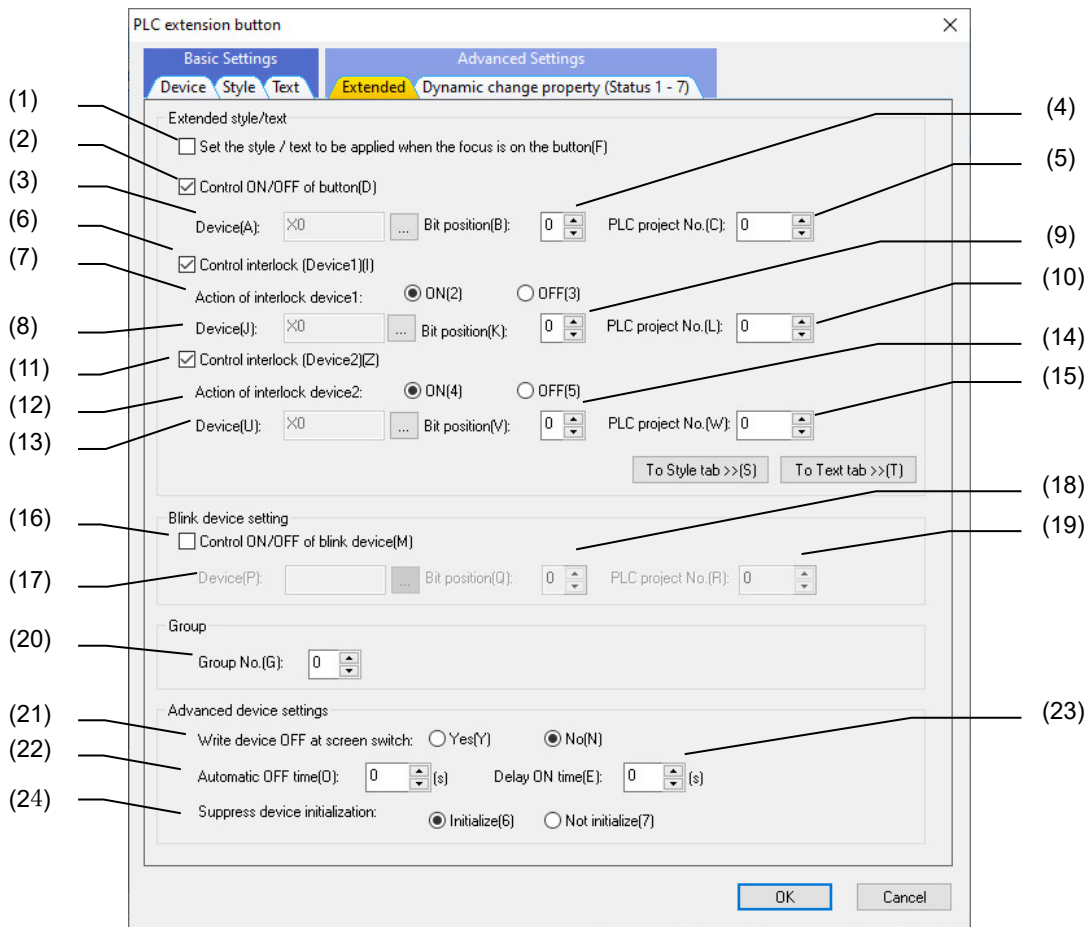 PLC extension button
Basic Settings Advanced Settings
Device Style Text Extended Dynamic change property (Status 1 - 7)
Extended style/text
(1) Set the style / text to be applied when the focus is on the button(F) (4)
(2) Control ON/OFF of button(D) (5)
(3) Device(A): X0 ... Bit position(B): 0 PLC project No.(C): 0
(6) Control interlock (Device1)(I) (9)
(7) Action of interlock device1: ON(2) OFF(3) (10)
(8) Device(J): X0 ... Bit position(K): 0 PLC project No.(L): 0
(11) Control interlock (Device2)(Z) (14)
(12) Action of interlock device2: ON(4) OFF(5) (15)
(13) Device(U): X0 ... Bit position(V): 0 PLC project No.(W): 0
To Style tab >>(S) To Text tab >>(T)
Blink device setting (18)
(16) Control ON/OFF of blink device(M) (19)
(17) Device(P): ... Bit position(Q): 0 PLC project No.(R): 0
Group
(20) Group No.(G): 0
Advanced device settings
(21) Write device OFF at screen switch: Yes(Y) No(N) (23)
(22) Automatic OFF time(O): 0 (s) Delay ON time(E): 0 (s)
(24) Suppress device initialization: Initialize(6) Not initialize(7)
OK Cancel